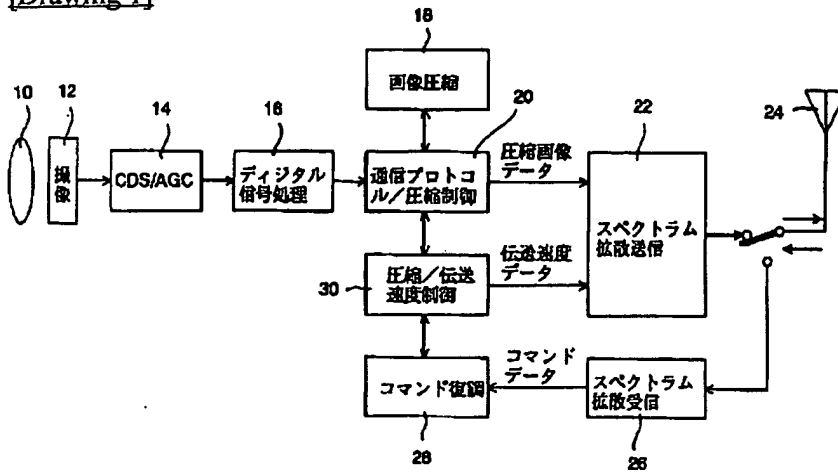 [Drawing 1]
18
画像圧縮
10
12
14
16
20
22
24
撮像
CDS/AGC
ディジタル
信号処理
通信プロトコ
ル/圧縮制御
圧縮画像
データ
スペクトラム
拡散送信
30
圧縮/伝送
速度制御
伝送速度
データ
コマンド復調
コマンド
データ
スペクトラム
拡散受信
28
26